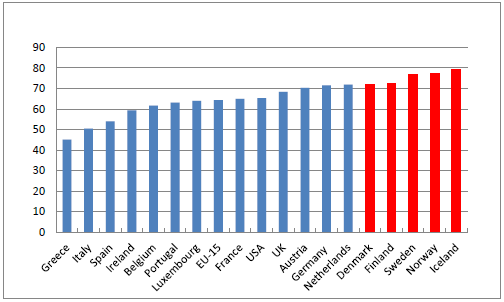 90
80
70
60
50
40
30
20
10
0
Greece
Italy
Spain
Ireland
Belgium
Portugal
Luxembourg
EU-15
France
USA
UK
Austria
Germany
Netherlands
Denmark
Finland
Sweden
Norway
Iceland